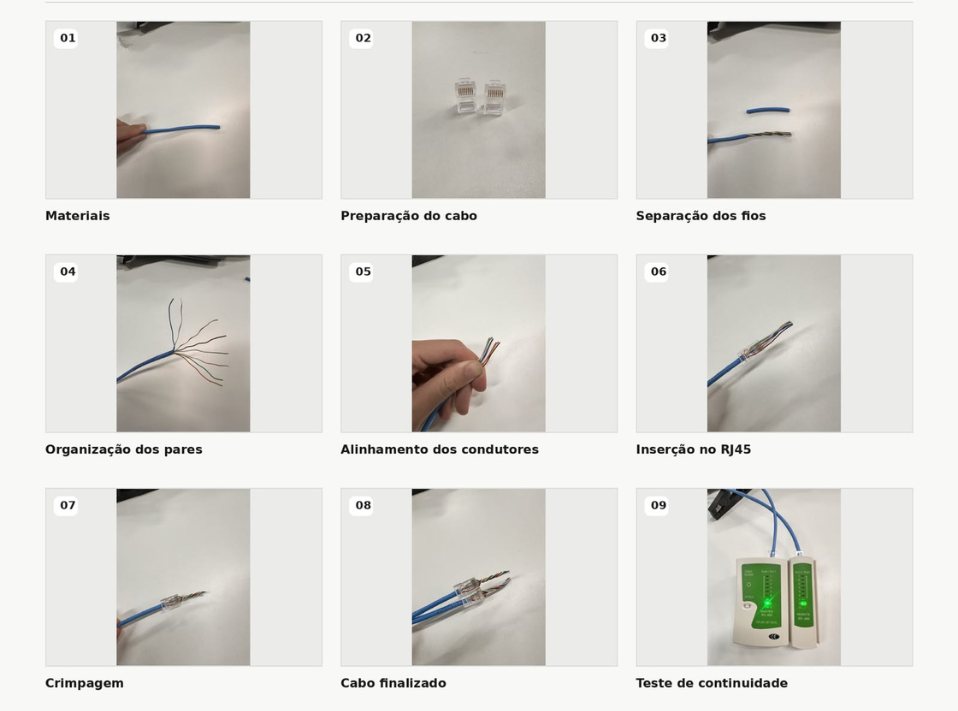 01
02
03
Materiais
Preparação do cabo
Separação dos fios
04
05
06
Organização dos pares
Alinhamento dos condutores
Inserção no RJ45
07
08
09
Crimpagem
Cabo finalizado
Teste de continuidade